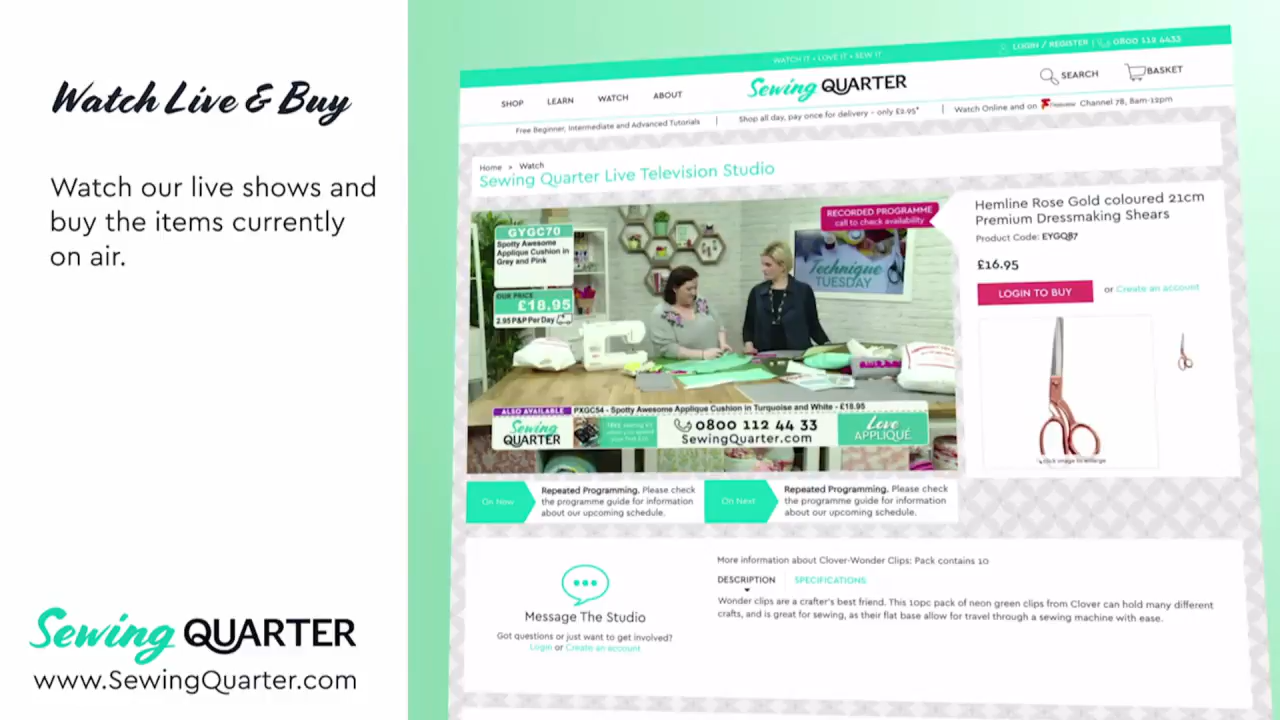 Watch Live & Buy
Watch our live shows and
buy the items currently
on air.
Sewing QUARTER
www.SewingQuarter.com
WATCH IT • LOVE IT • SEW IT
LOGIN / REGISTER | 0800 112 4433
SHOP LEARN WATCH ABOUT
Sewing QUARTER
SEARCH BASKET
Free Beginner, Intermediate and Advanced Tutorials | Shop all day, pay once for delivery - only £2.95* | Watch Online and on Freeview Channel 78, 8am-12pm
Home > Watch
Sewing Quarter Live Television Studio
RECORDED PROGRAMME
call to check availability
GYGC70
Spotty Awesome
Applique Cushion in
Grey and Pink
OUR PRICE
£18.95
2.95 P&P Per Day
Technique
TUESDAY
ALSO AVAILABLE PXGC54 - Spotty Awesome Applique Cushion in Turquoise and White - £18.95
Sewing
QUARTER
0800 112 44 33
SewingQuarter.com
Love
APPLIQUÉ
Hemline Rose Gold coloured 21cm
Premium Dressmaking Shears
Product Code: EYGQB7
£16.95
LOGIN TO BUY or Create an account
click image to enlarge
On Now
Repeated Programming. Please check
the programme guide for information
about our upcoming schedule.
On Next
Repeated Programming. Please check
the programme guide for information
about our upcoming schedule.
Message The Studio
Got questions or just want to get involved?
Login or Create an account
More information about Clover-Wonder Clips: Pack contains 10
DESCRIPTION SPECIFICATIONS
Wonder clips are a crafter's best friend. This 10pc pack of neon green clips from Clover can hold many different
crafts, and is great for sewing, as their flat base allow for travel through a sewing machine with ease.